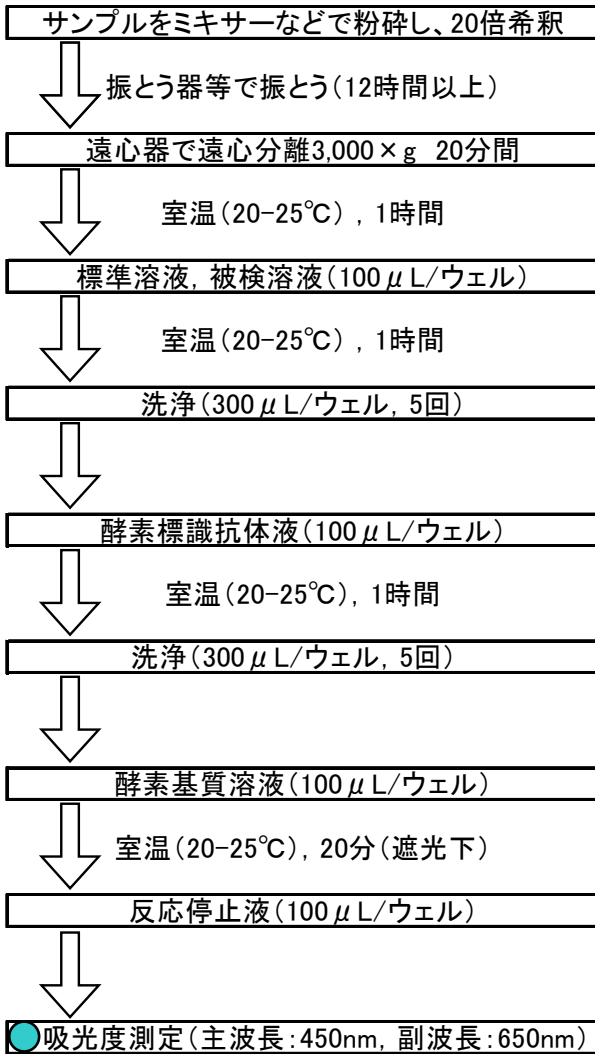 サンプルをミキサーなどで粉砕し、20倍希釈
振とう器等で振とう(12時間以上)
遠心器で遠心分離3,000×g 20分間
室温(20-25℃) , 1時間
標準溶液, 被検溶液(100μL/ウェル)
室温(20-25℃) , 1時間
洗浄(300μL/ウェル, 5回)
酵素標識抗体液(100μL/ウェル)
室温(20-25℃), 1時間
洗浄(300μL/ウェル, 5回)
酵素基質溶液(100μL/ウェル)
室温(20-25℃), 20分(遮光下)
反応停止液(100μL/ウェル)
吸光度測定(主波長:450nm, 副波長:650nm)